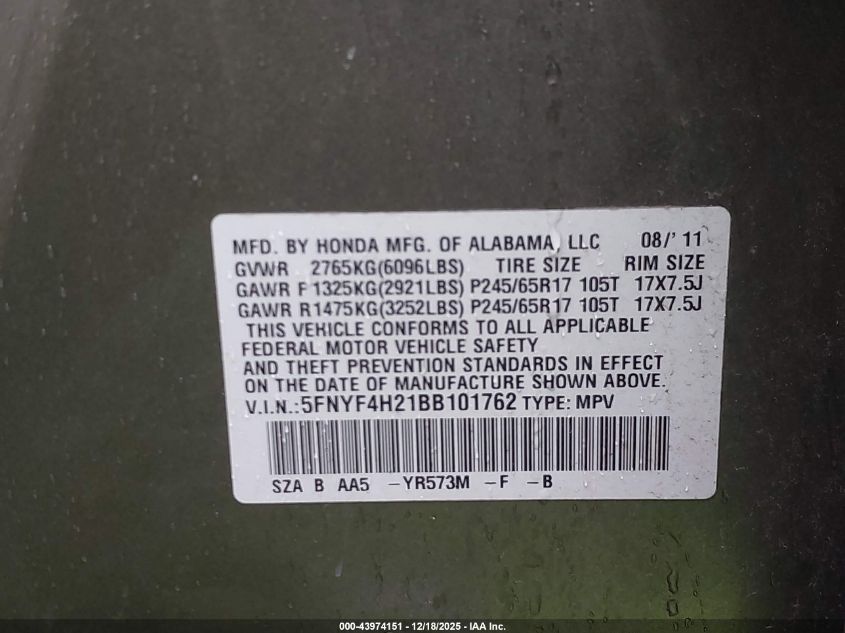 MFD. BY HONDA MFG. OF ALABAMA, LLC 08/' 11
GVWR 2765KG(6096LBS) TIRE SIZE RIM SIZE
GAWR F1325KG(2921LBS) P245/65R17 105T 17X7.5J
GAWR R1475KG(3252LBS) P245/65R17 105T 17X7.5J
THIS VEHICLE CONFORMS TO ALL APPLICABLE
FEDERAL MOTOR VEHICLE SAFETY
AND THEFT PREVENTION STANDARDS IN EFFECT
ON THE DATE OF MANUFACTURE SHOWN ABOVE.
V.I.N.:5FNYF4H21BB101762 TYPE: MPV
SZA B AA5 -YR573M -F -B
000-43974151 - 12/18/2025 - IAA Inc.